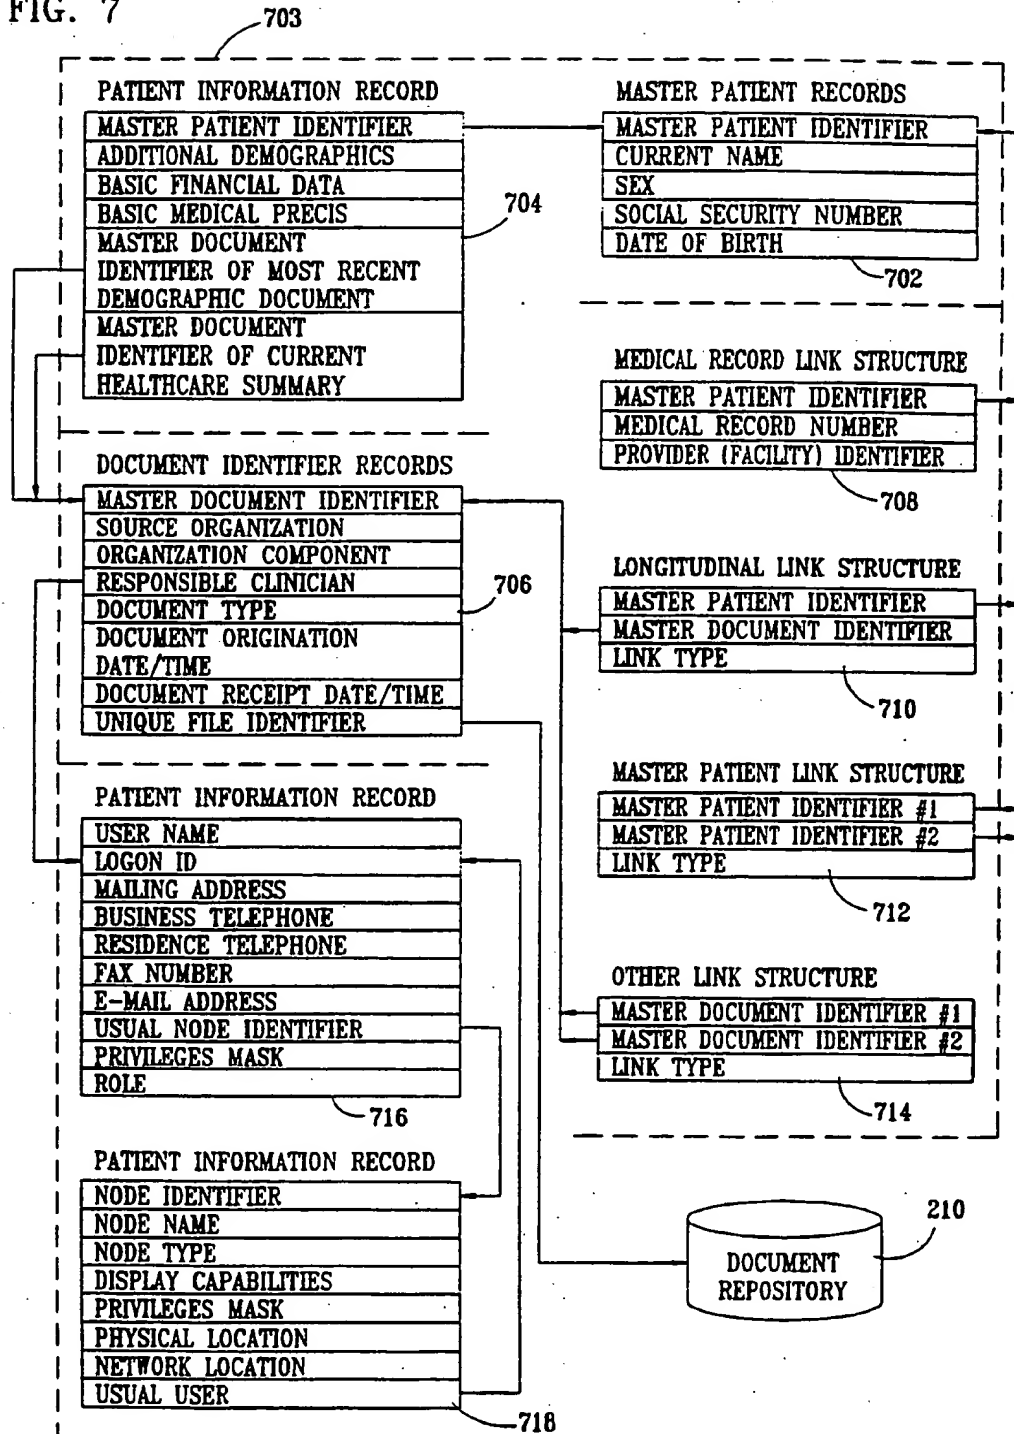 FIG. 7
703
PATIENT INFORMATION RECORD
MASTER PATIENT IDENTIFIER
ADDITIONAL DEMOGRAPHICS
BASIC FINANCIAL DATA
BASIC MEDICAL PRECIS
MASTER DOCUMENT
IDENTIFIER OF MOST RECENT
DEMOGRAPHIC DOCUMENT
MASTER DOCUMENT
IDENTIFIER OF CURRENT
HEALTHCARE SUMMARY
704
MASTER PATIENT RECORDS
MASTER PATIENT IDENTIFIER
CURRENT NAME
SEX
SOCIAL SECURITY NUMBER
DATE OF BIRTH
702
MEDICAL RECORD LINK STRUCTURE
MASTER PATIENT IDENTIFIER
MEDICAL RECORD NUMBER
PROVIDER (FACILITY) IDENTIFIER
708
DOCUMENT IDENTIFIER RECORDS
MASTER DOCUMENT IDENTIFIER
SOURCE ORGANIZATION
ORGANIZATION COMPONENT
RESPONSIBLE CLINICIAN
DOCUMENT TYPE
DOCUMENT ORIGINATION
DATE/TIME
DOCUMENT RECEIPT DATE/TIME
UNIQUE FILE IDENTIFIER
706
LONGITUDINAL LINK STRUCTURE
MASTER PATIENT IDENTIFIER
MASTER DOCUMENT IDENTIFIER
LINK TYPE
710
MASTER PATIENT LINK STRUCTURE
MASTER PATIENT IDENTIFIER #1
MASTER PATIENT IDENTIFIER #2
LINK TYPE
712
PATIENT INFORMATION RECORD
USER NAME
LOGON ID
MAILING ADDRESS
BUSINESS TELEPHONE
RESIDENCE TELEPHONE
FAX NUMBER
E-MAIL ADDRESS
USUAL NODE IDENTIFIER
PRIVILEGES MASK
ROLE
716
OTHER LINK STRUCTURE
MASTER DOCUMENT IDENTIFIER #1
MASTER DOCUMENT IDENTIFIER #2
LINK TYPE
714
PATIENT INFORMATION RECORD
NODE IDENTIFIER
NODE NAME
NODE TYPE
DISPLAY CAPABILITIES
PRIVILEGES MASK
PHYSICAL LOCATION
NETWORK LOCATION
USUAL USER
718
210
DOCUMENT
REPOSITORY